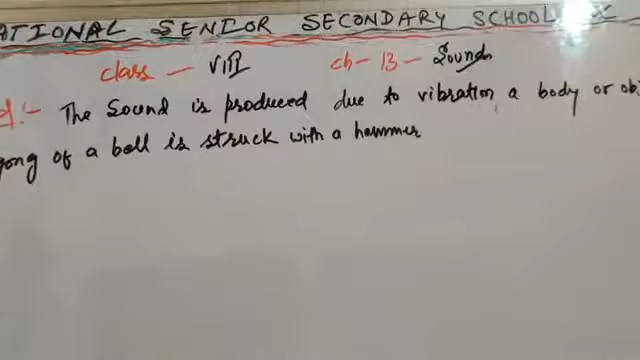 ATIONAL SENIOR SECONDARY SCHOOL
class - VIII ch - 13 - Sound
The Sound is produced due to vibration, a body or obj
gong of a bell is struck with a hammer